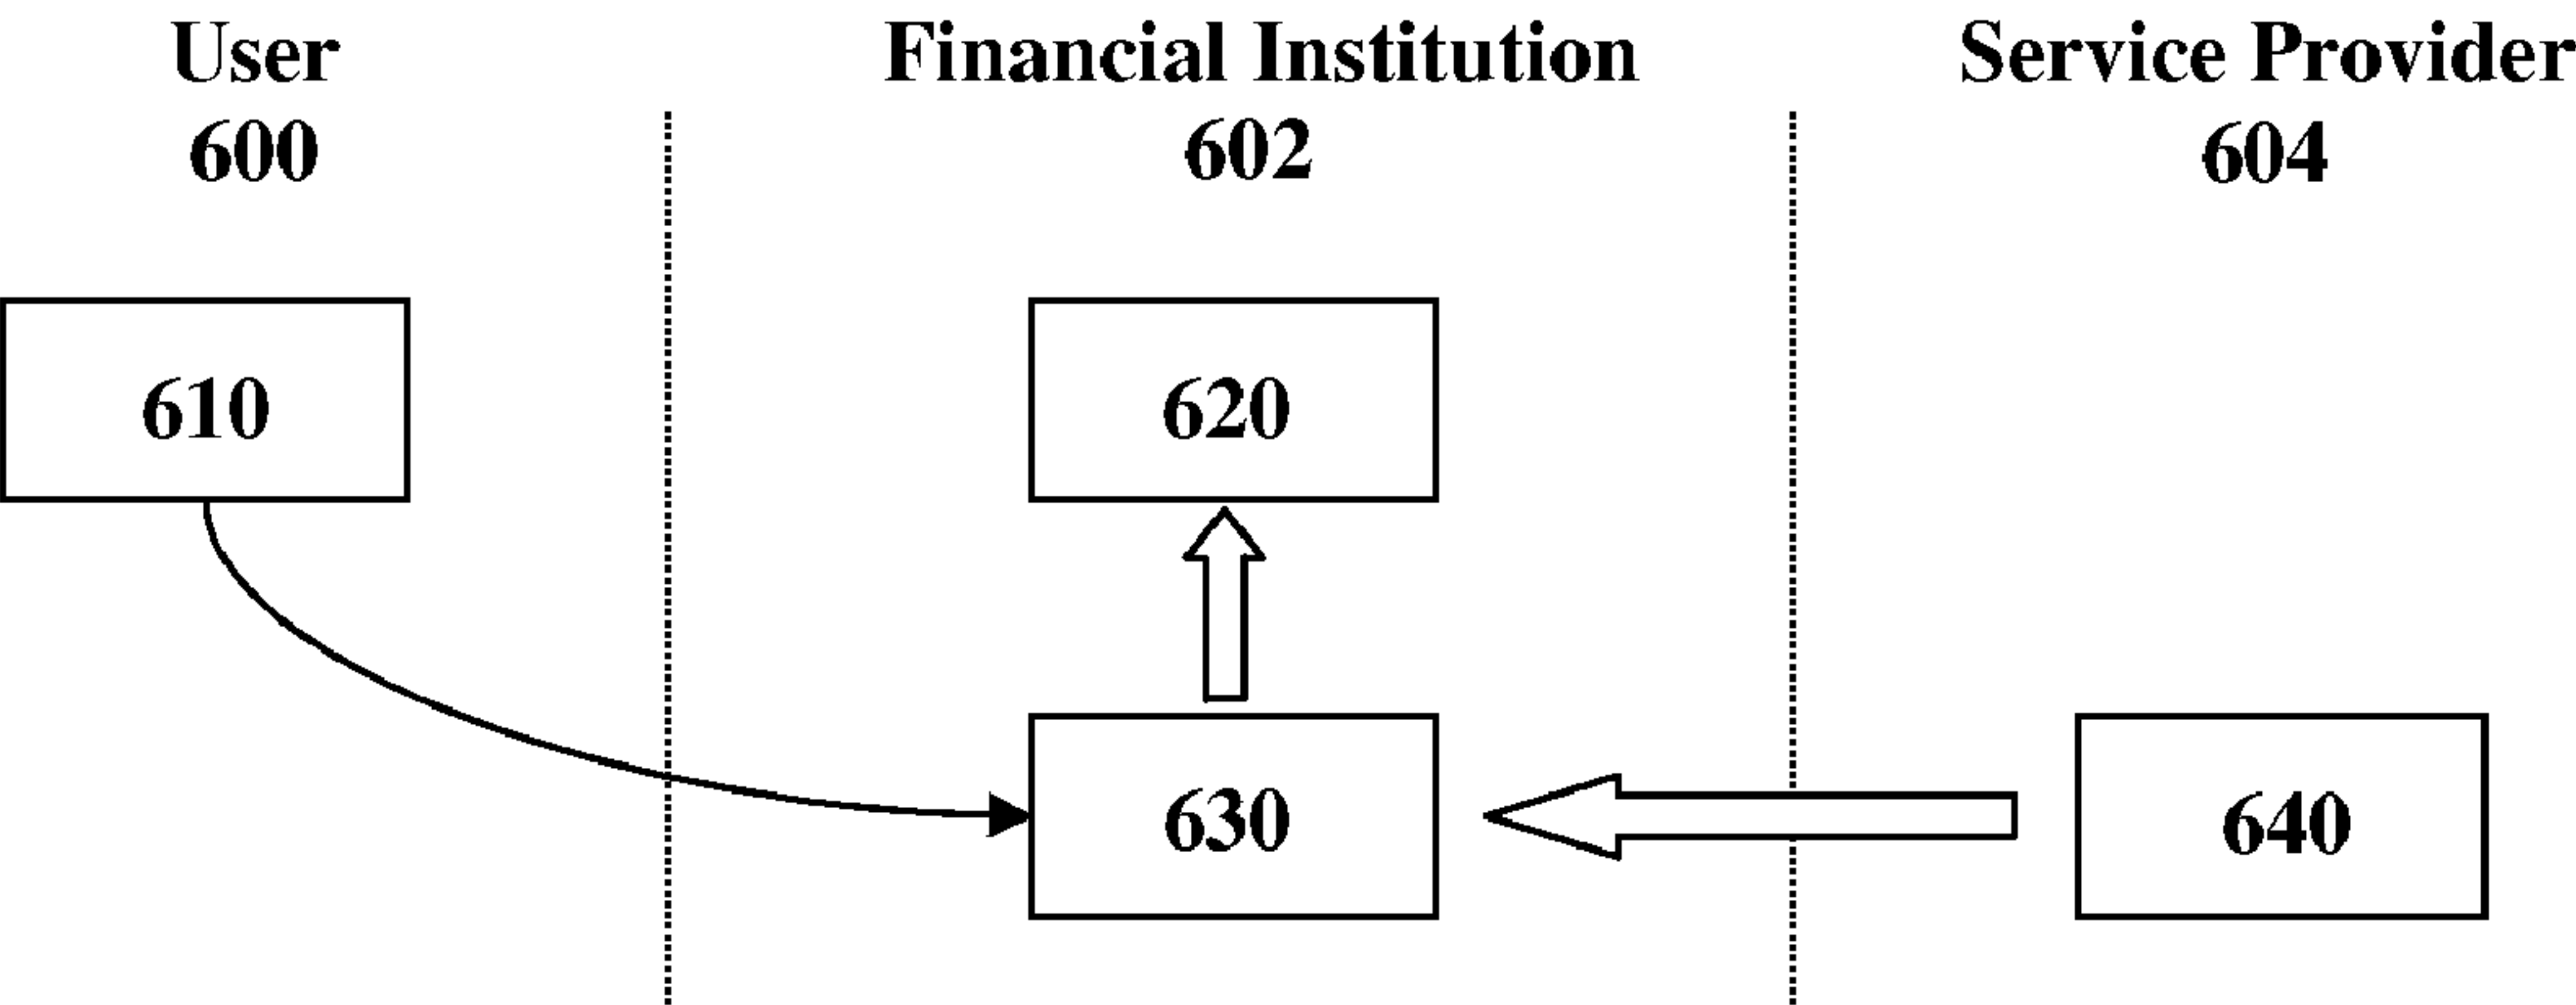 User
600
Financial Institution
602
Service Provider
604
610
620
630
640